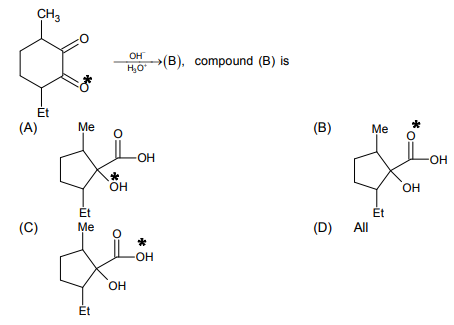 CH₃
O
O*
Et
OH⁻
H₃O⁺
→(B), compound (B) is
(A)
Me
O
OH
*
OH
Et
(B)
Me
*
O
OH
OH
Et
(C)
Me
O
*
OH
OH
Et
(D) All